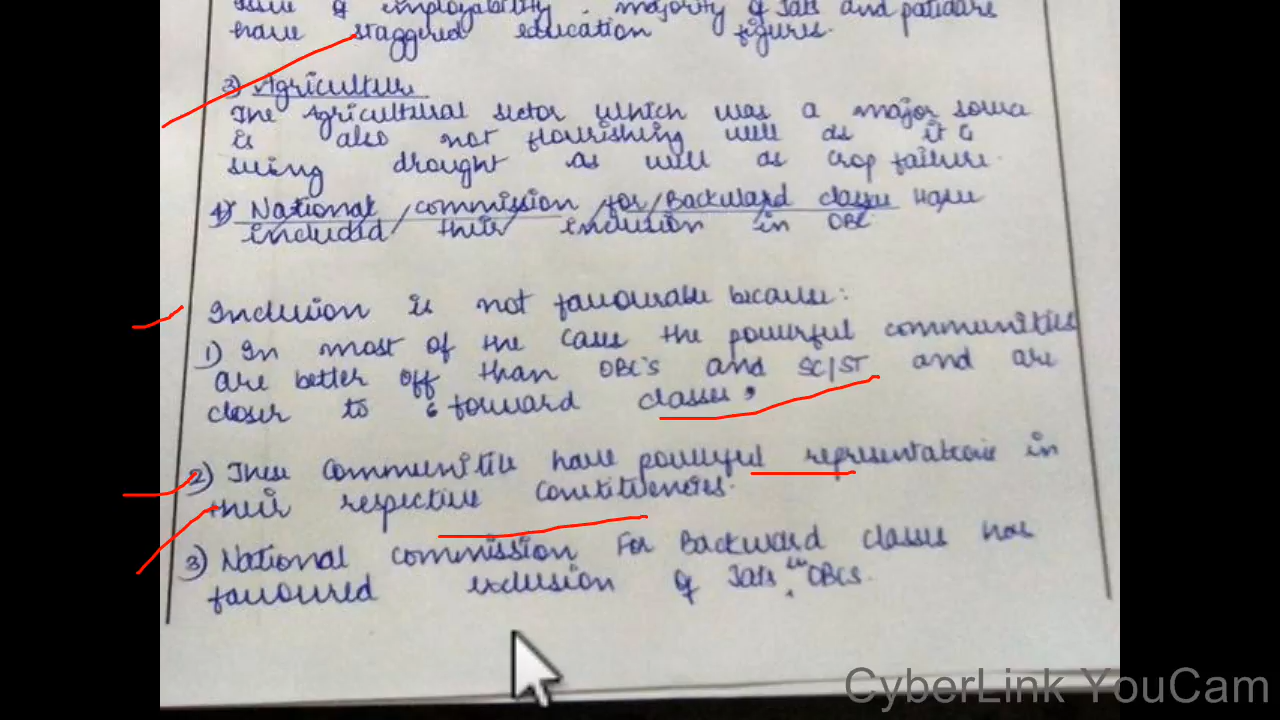 issue of employability. majority of Jats and patidars
have staggered education figures.
3) Agriculture
The Agricultural sector which was a major source
is also not flourishing well as it is
seeing drought as well as crop failure.
4) National commission for Backward classes have
included their inclusion in OBC
Inclusion is not favourable because:
1) In most of the cases the powerful communities
are better off than OBC's and SC/ST and are
closer to forward classes,
2) These communities have powerful representations in
their respective constituencies.
3) National commission For Backward classes has
favoured exclusion of Jats in OBCs.
CyberLink YouCam